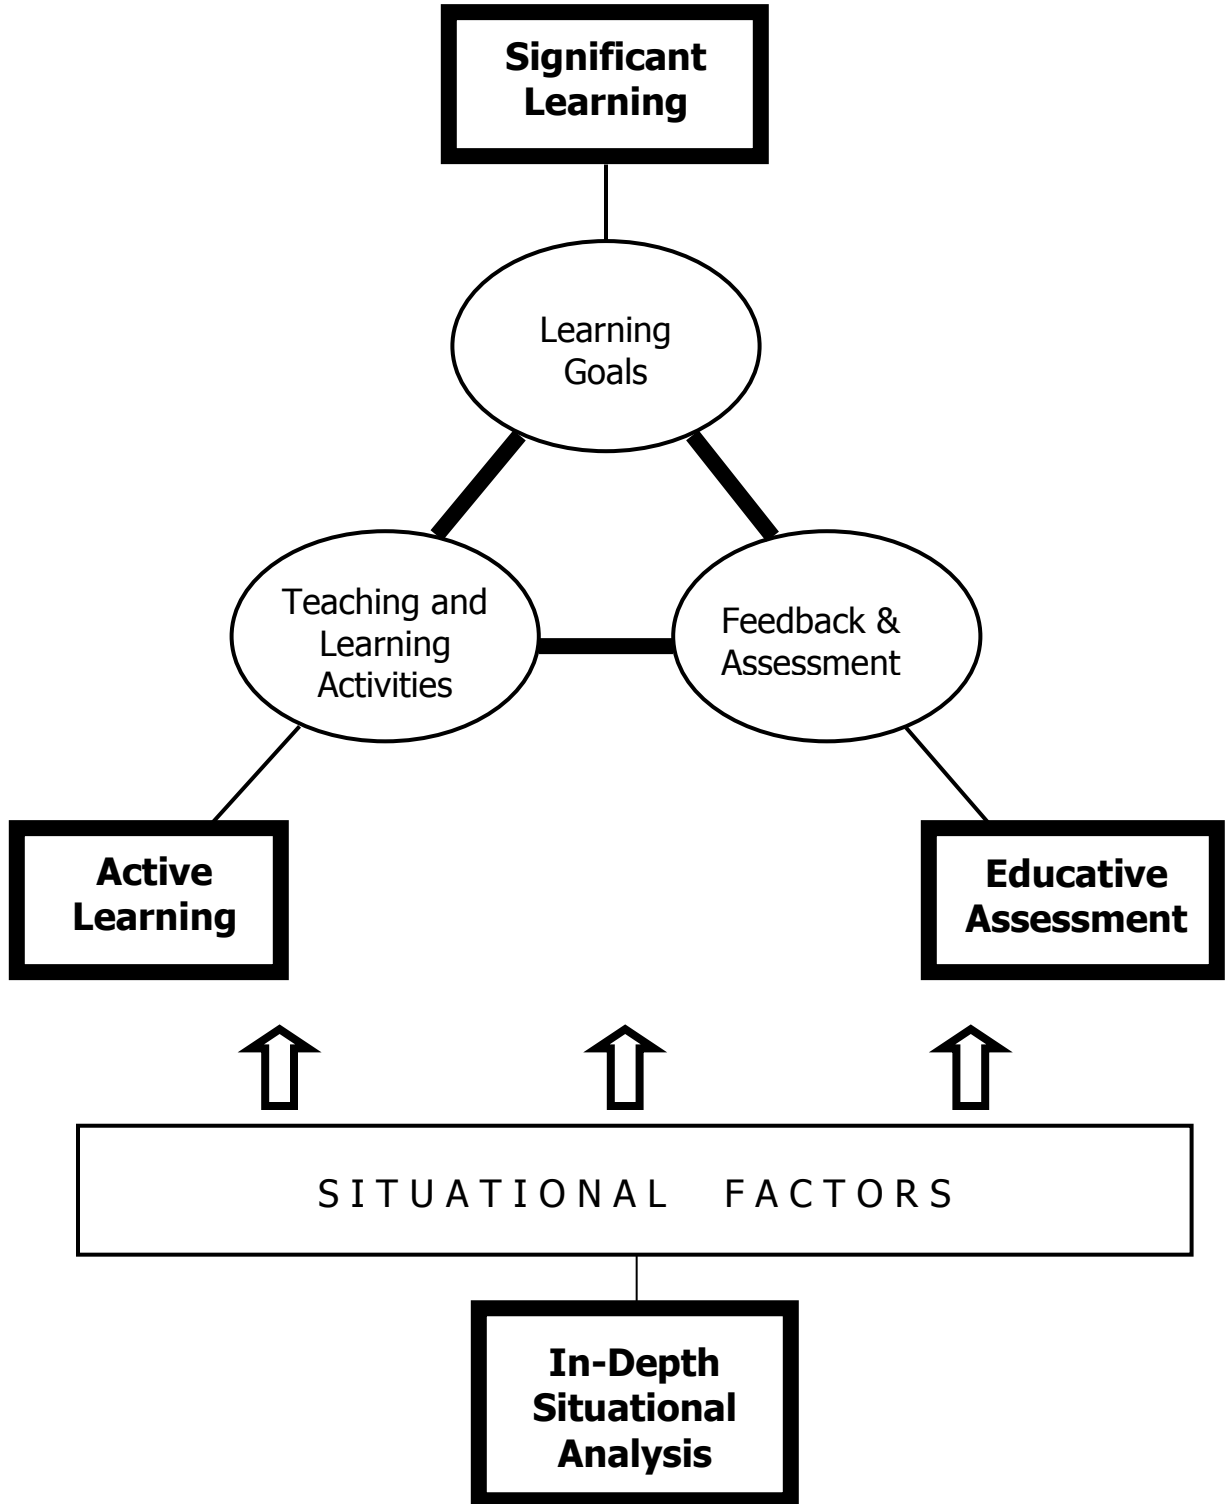 Significant
Learning
Learning
Goals
Teaching and
Learning
Activities
Feedback &
Assessment
Active
Learning
Educative
Assessment
SITUATIONAL FACTORS
In-Depth
Situational
Analysis